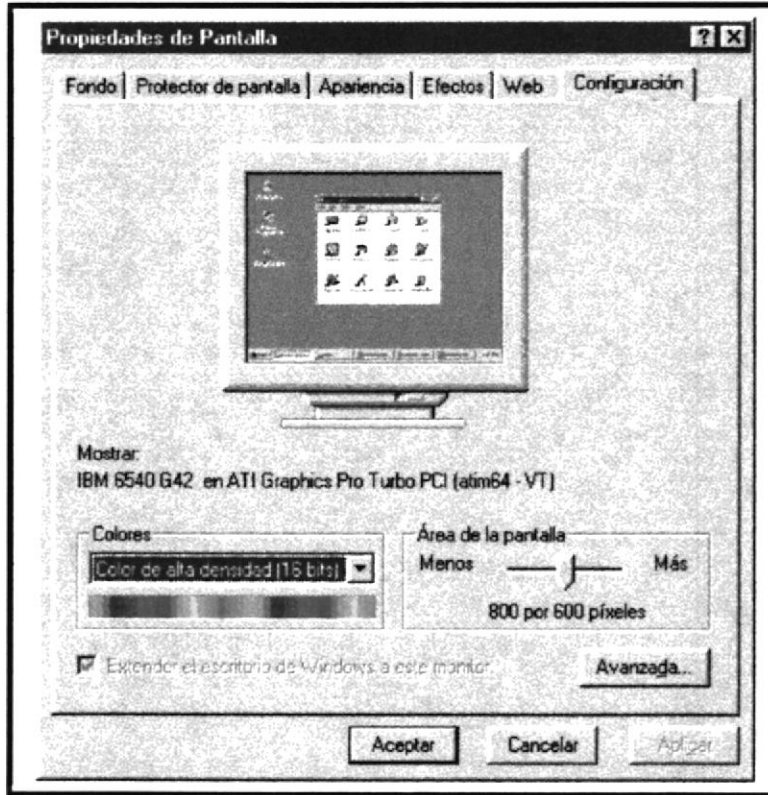 Propiedades de Pantalla
Fondo Protector de pantalla Apariencia Efectos Web Configuración
Mostrar:
IBM 6540 G42 en ATI Graphics Pro Turbo PCI (atim64 - VT)
Colores
Color de alta densidad (16 bits)
Área de la pantalla
Menos Más
800 por 600 píxeles
Extender el escritorio de Windows a este monitor.
Avanzada...
Aceptar Cancelar Aplicar